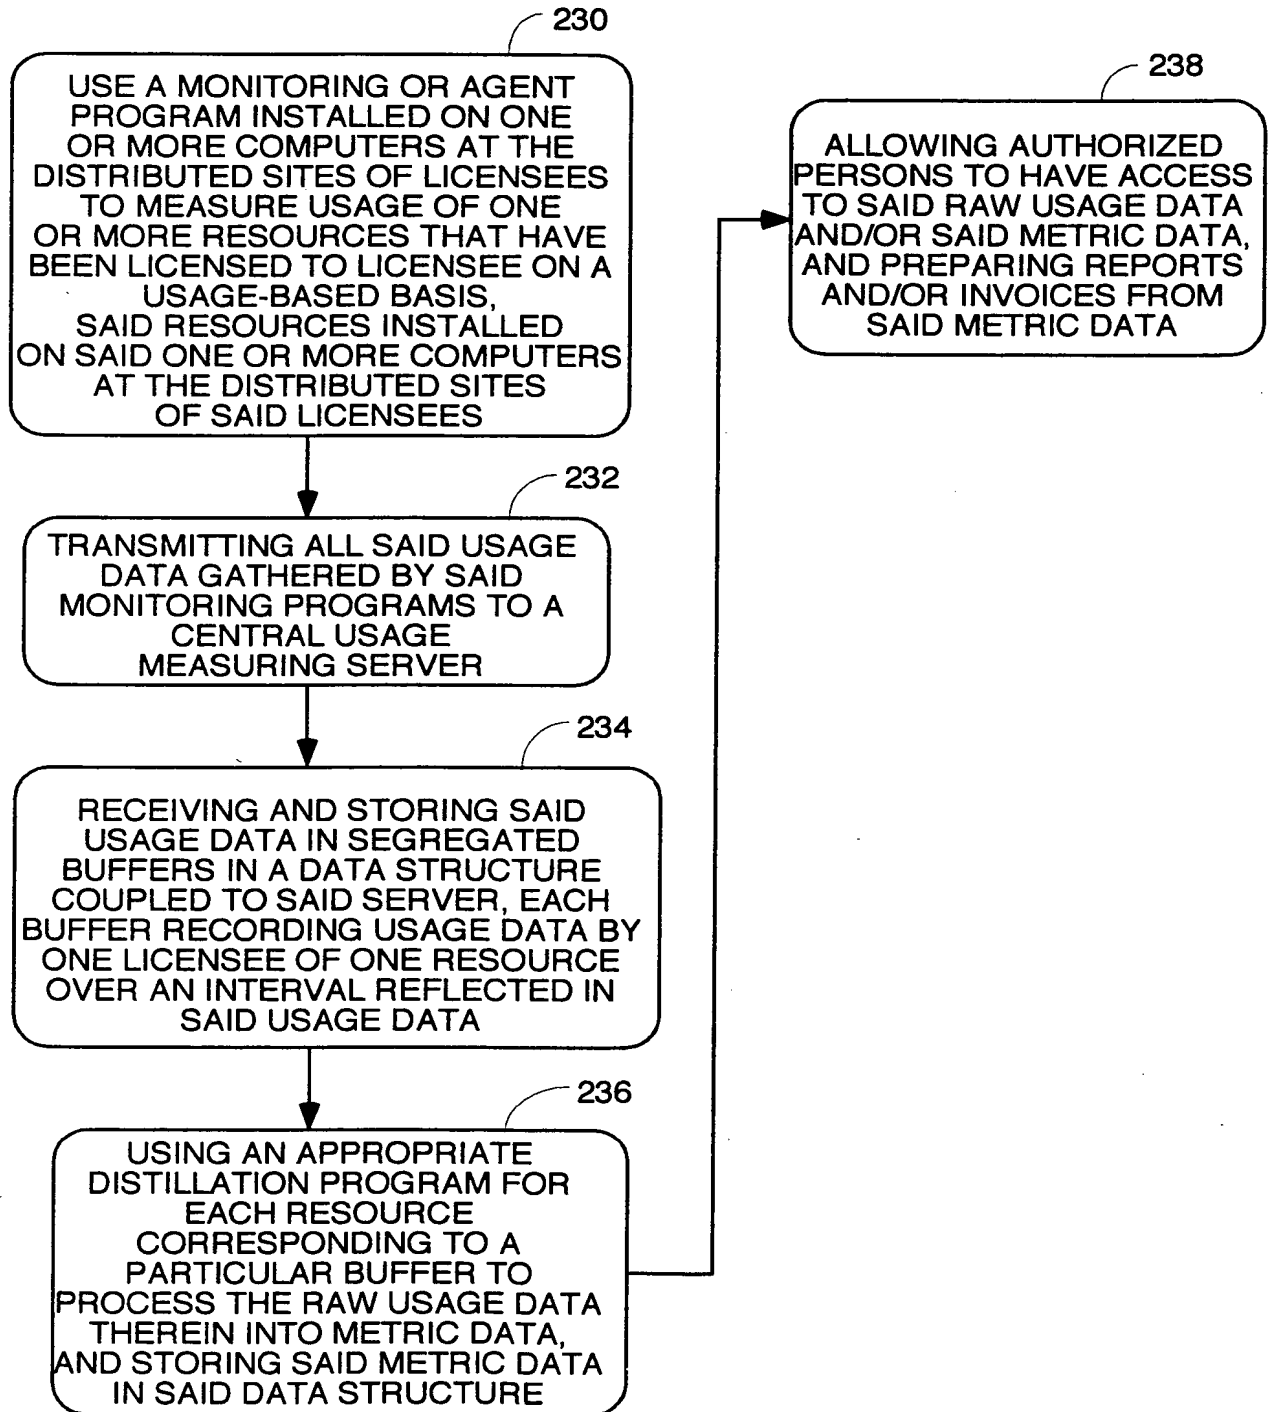 230
USE A MONITORING OR AGENT
PROGRAM INSTALLED ON ONE
OR MORE COMPUTERS AT THE
DISTRIBUTED SITES OF LICENSEES
TO MEASURE USAGE OF ONE
OR MORE RESOURCES THAT HAVE
BEEN LICENSED TO LICENSEE ON A
USAGE-BASED BASIS,
SAID RESOURCES INSTALLED
ON SAID ONE OR MORE COMPUTERS
AT THE DISTRIBUTED SITES
OF SAID LICENSEES
232
TRANSMITTING ALL SAID USAGE
DATA GATHERED BY SAID
MONITORING PROGRAMS TO A
CENTRAL USAGE
MEASURING SERVER
234
RECEIVING AND STORING SAID
USAGE DATA IN SEGREGATED
BUFFERS IN A DATA STRUCTURE
COUPLED TO SAID SERVER, EACH
BUFFER RECORDING USAGE DATA BY
ONE LICENSEE OF ONE RESOURCE
OVER AN INTERVAL REFLECTED IN
SAID USAGE DATA
236
USING AN APPROPRIATE
DISTILLATION PROGRAM FOR
EACH RESOURCE
CORRESPONDING TO A
PARTICULAR BUFFER TO
PROCESS THE RAW USAGE DATA
THEREIN INTO METRIC DATA,
AND STORING SAID METRIC DATA
IN SAID DATA STRUCTURE
238
ALLOWING AUTHORIZED
PERSONS TO HAVE ACCESS
TO SAID RAW USAGE DATA
AND/OR SAID METRIC DATA,
AND PREPARING REPORTS
AND/OR INVOICES FROM
SAID METRIC DATA